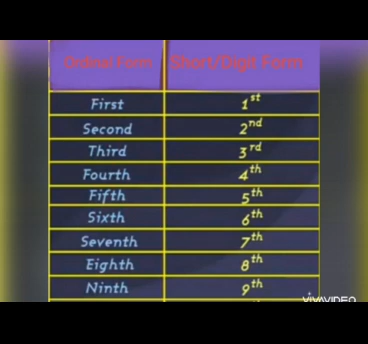 Ordinal Form Short/Digit Form
First 1st
Second 2nd
Third 3rd
Fourth 4th
Fifth 5th
Sixth 6th
Seventh 7th
Eighth 8th
Ninth 9th
VIVAVIDEO